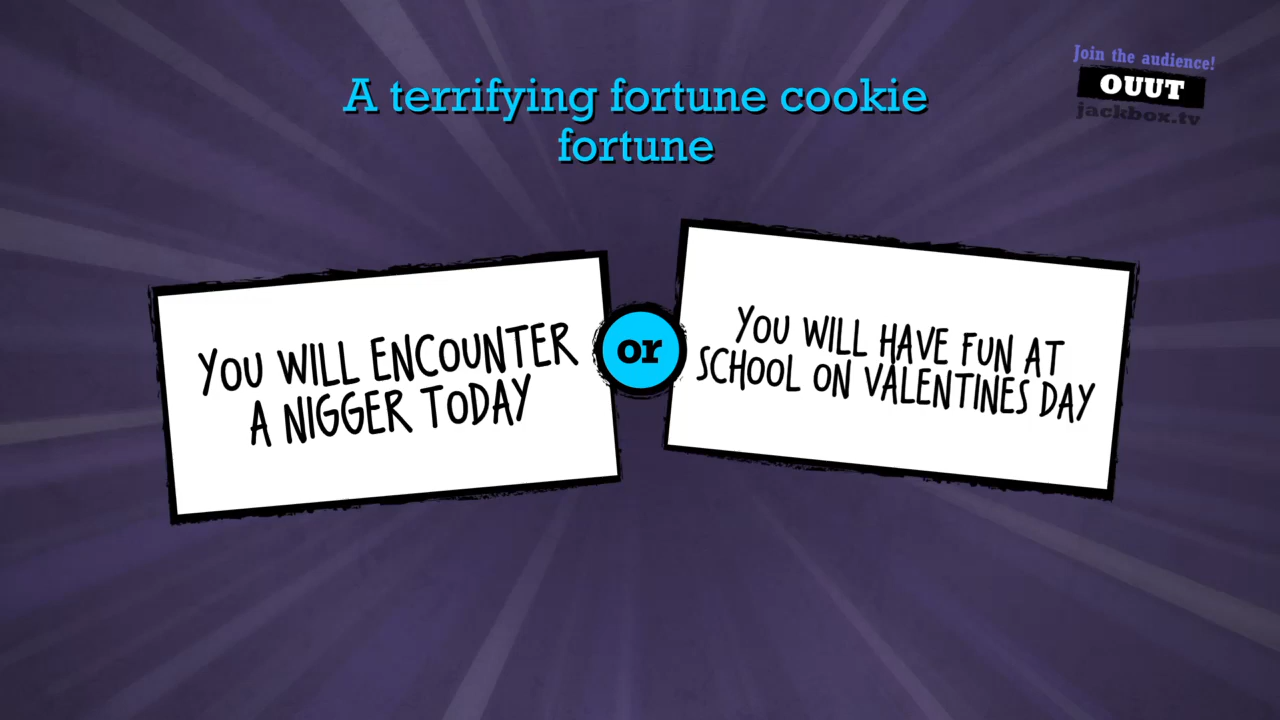 Join the audience!
OUUT
jackbox.tv
A terrifying fortune cookie
fortune
YOU WILL ENCOUNTER
A NIGGER TODAY
or
YOU WILL HAVE FUN AT
SCHOOL ON VALENTINES DAY